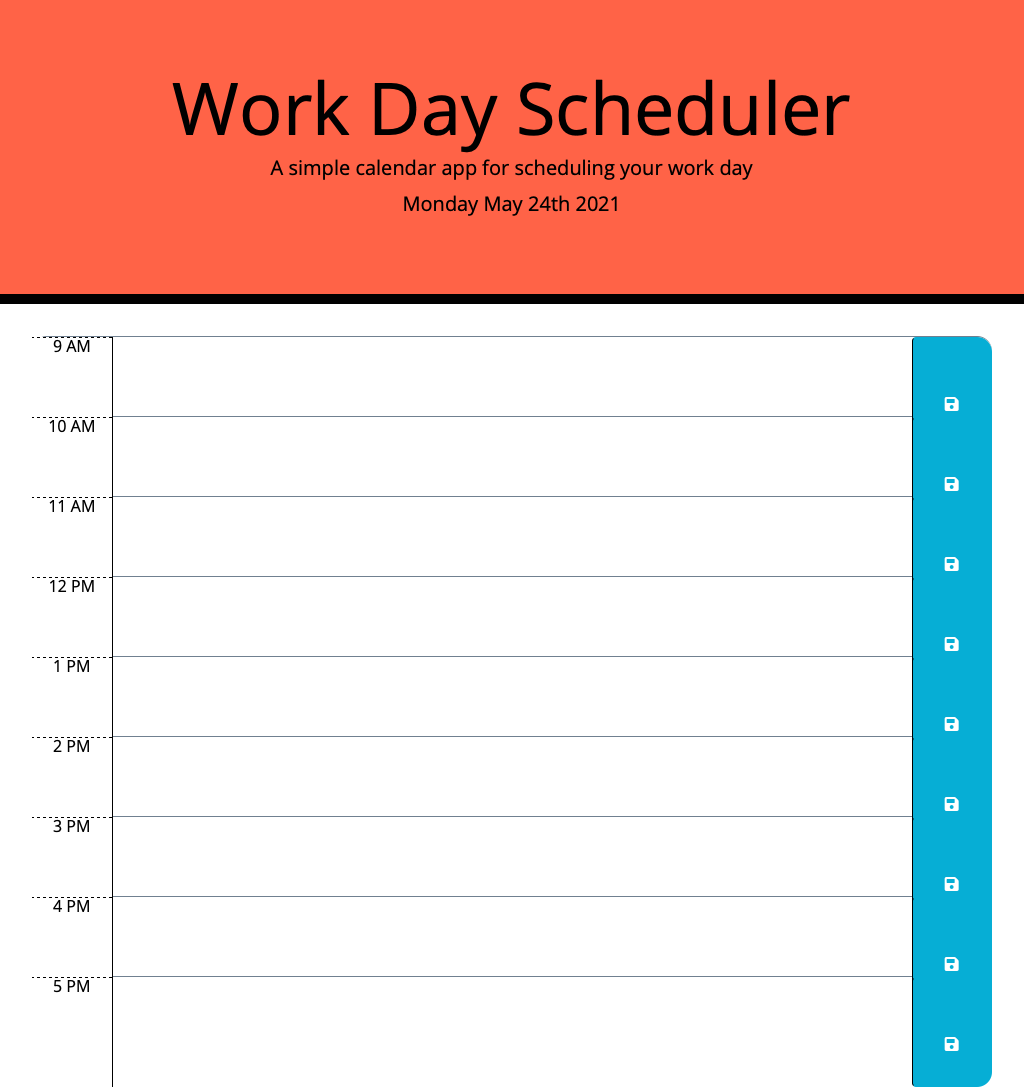 Work Day Scheduler
A simple calendar app for scheduling your work day
Monday May 24th 2021
9 AM
10 AM
11 AM
12 PM
1 PM
2 PM
3 PM
4 PM
5 PM